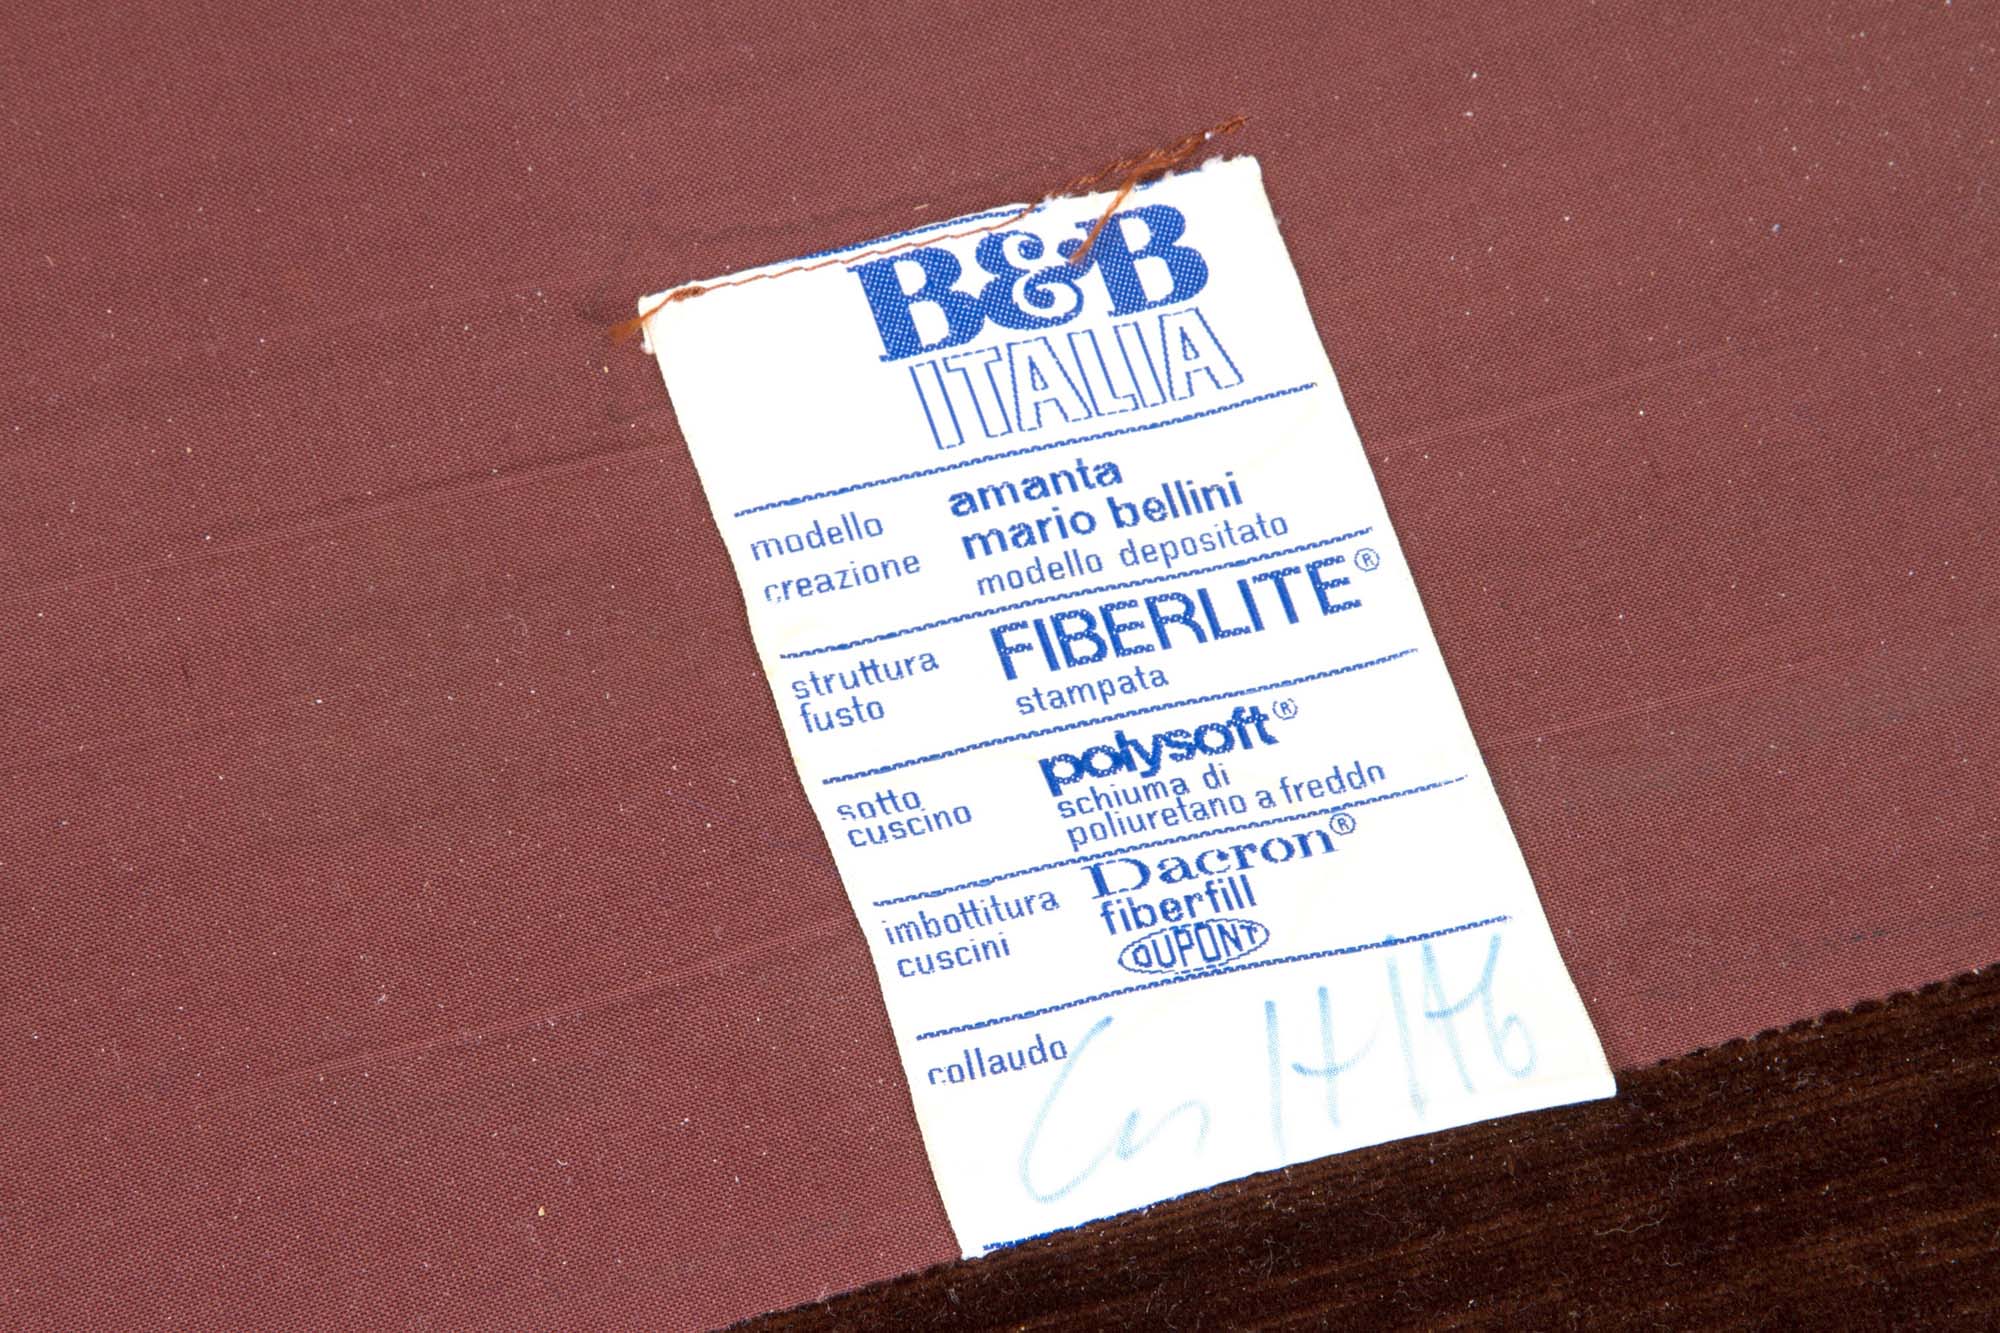 B&B
ITALIA
modello amanta
creazione mario bellini
modello depositato
struttura fusto FIBERLITE®
stampata
sotto cuscino polysoft®
schiuma di
poliuretano a freddo
imbottitura cuscini Dacron®
fiberfill
DUPONT
collaudo